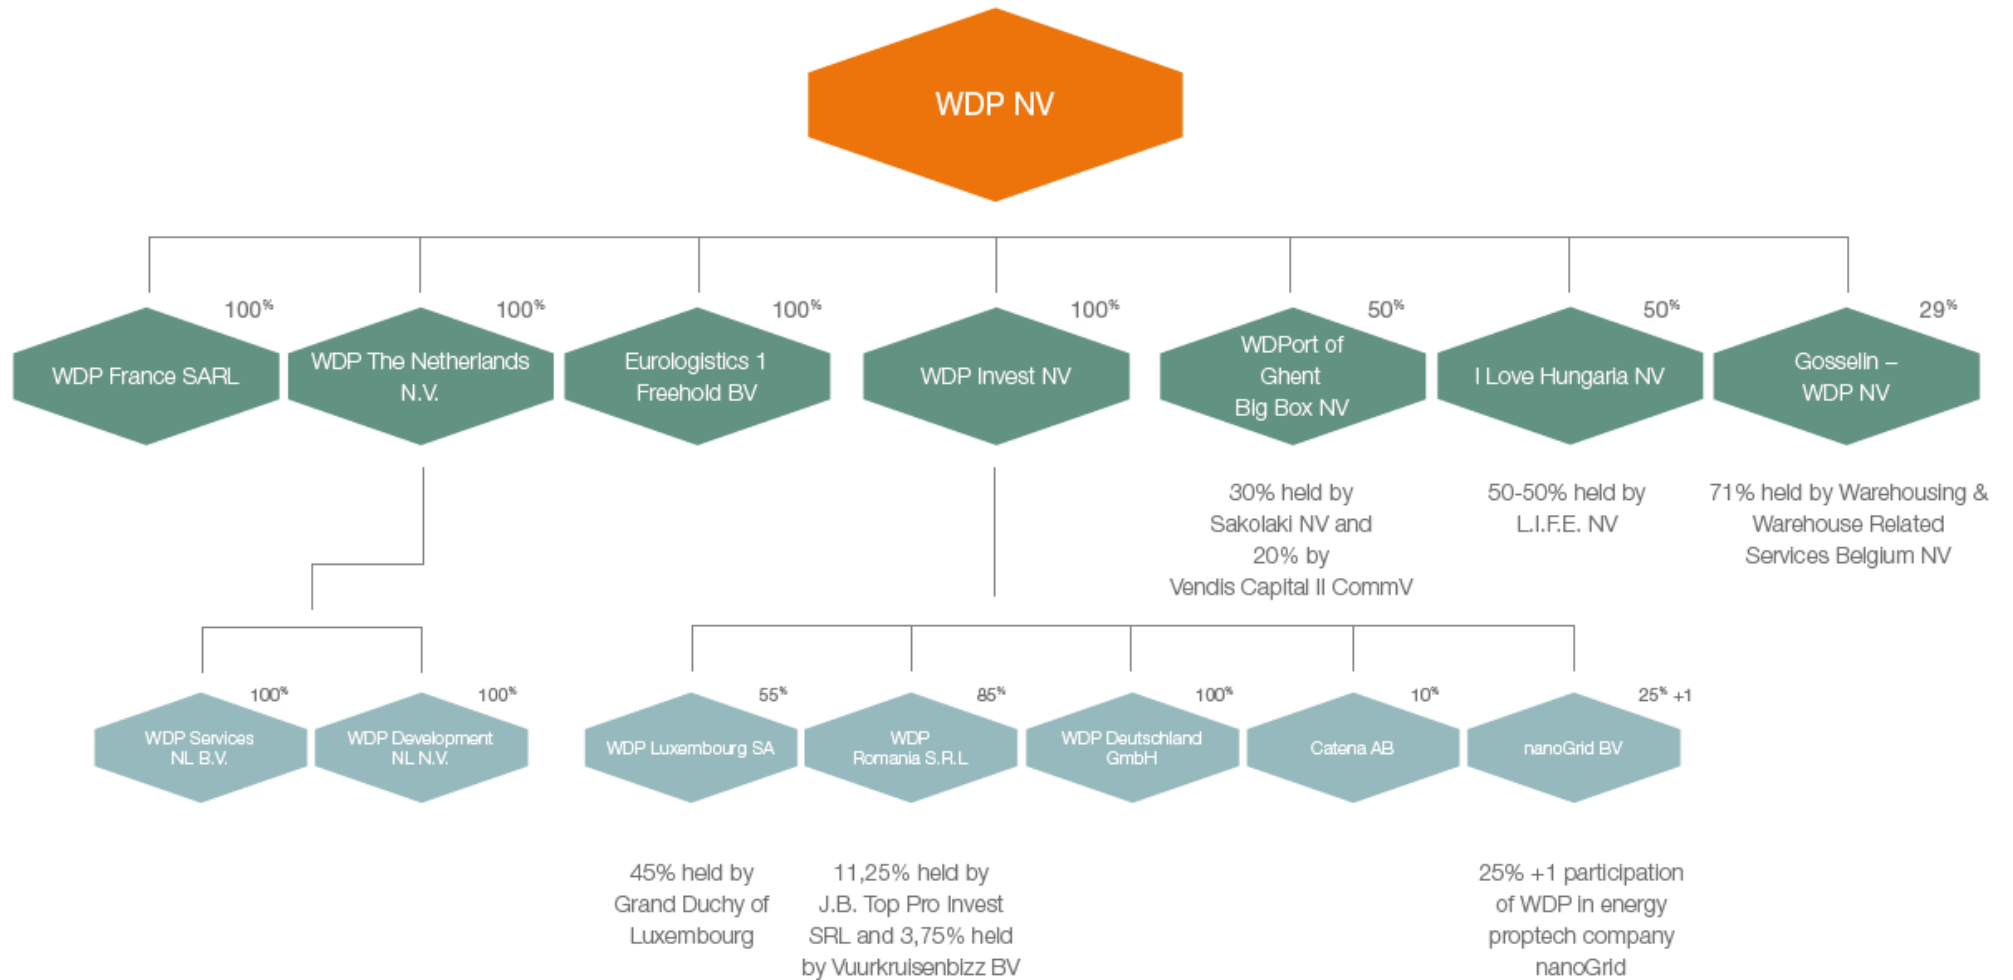 WDP NV
100%
100%
100%
100%
50%
50%
29%
WDP France SARL
WDP The Netherlands
N.V.
Eurologistics 1
Freehold BV
WDP Invest NV
WDPort of
Ghent
Big Box NV
I Love Hungaria NV
Gosselin –
WDP NV
30% held by
Sakolaki NV and
20% by
Vendis Capital II CommV
50-50% held by
L.I.F.E. NV
71% held by Warehousing &
Warehouse Related
Services Belgium NV
100%
100%
55%
85%
100%
10%
25% +1
WDP Services
NL B.V.
WDP Development
NL N.V.
WDP Luxembourg SA
WDP
Romania S.R.L
WDP Deutschland
GmbH
Catena AB
nanoGrid BV
45% held by
Grand Duchy of
Luxembourg
11,25% held by
J.B. Top Pro Invest
SRL and 3,75% held
by Vuurkruisenbizz BV
25% +1 participation
of WDP in energy
proptech company
nanoGrid